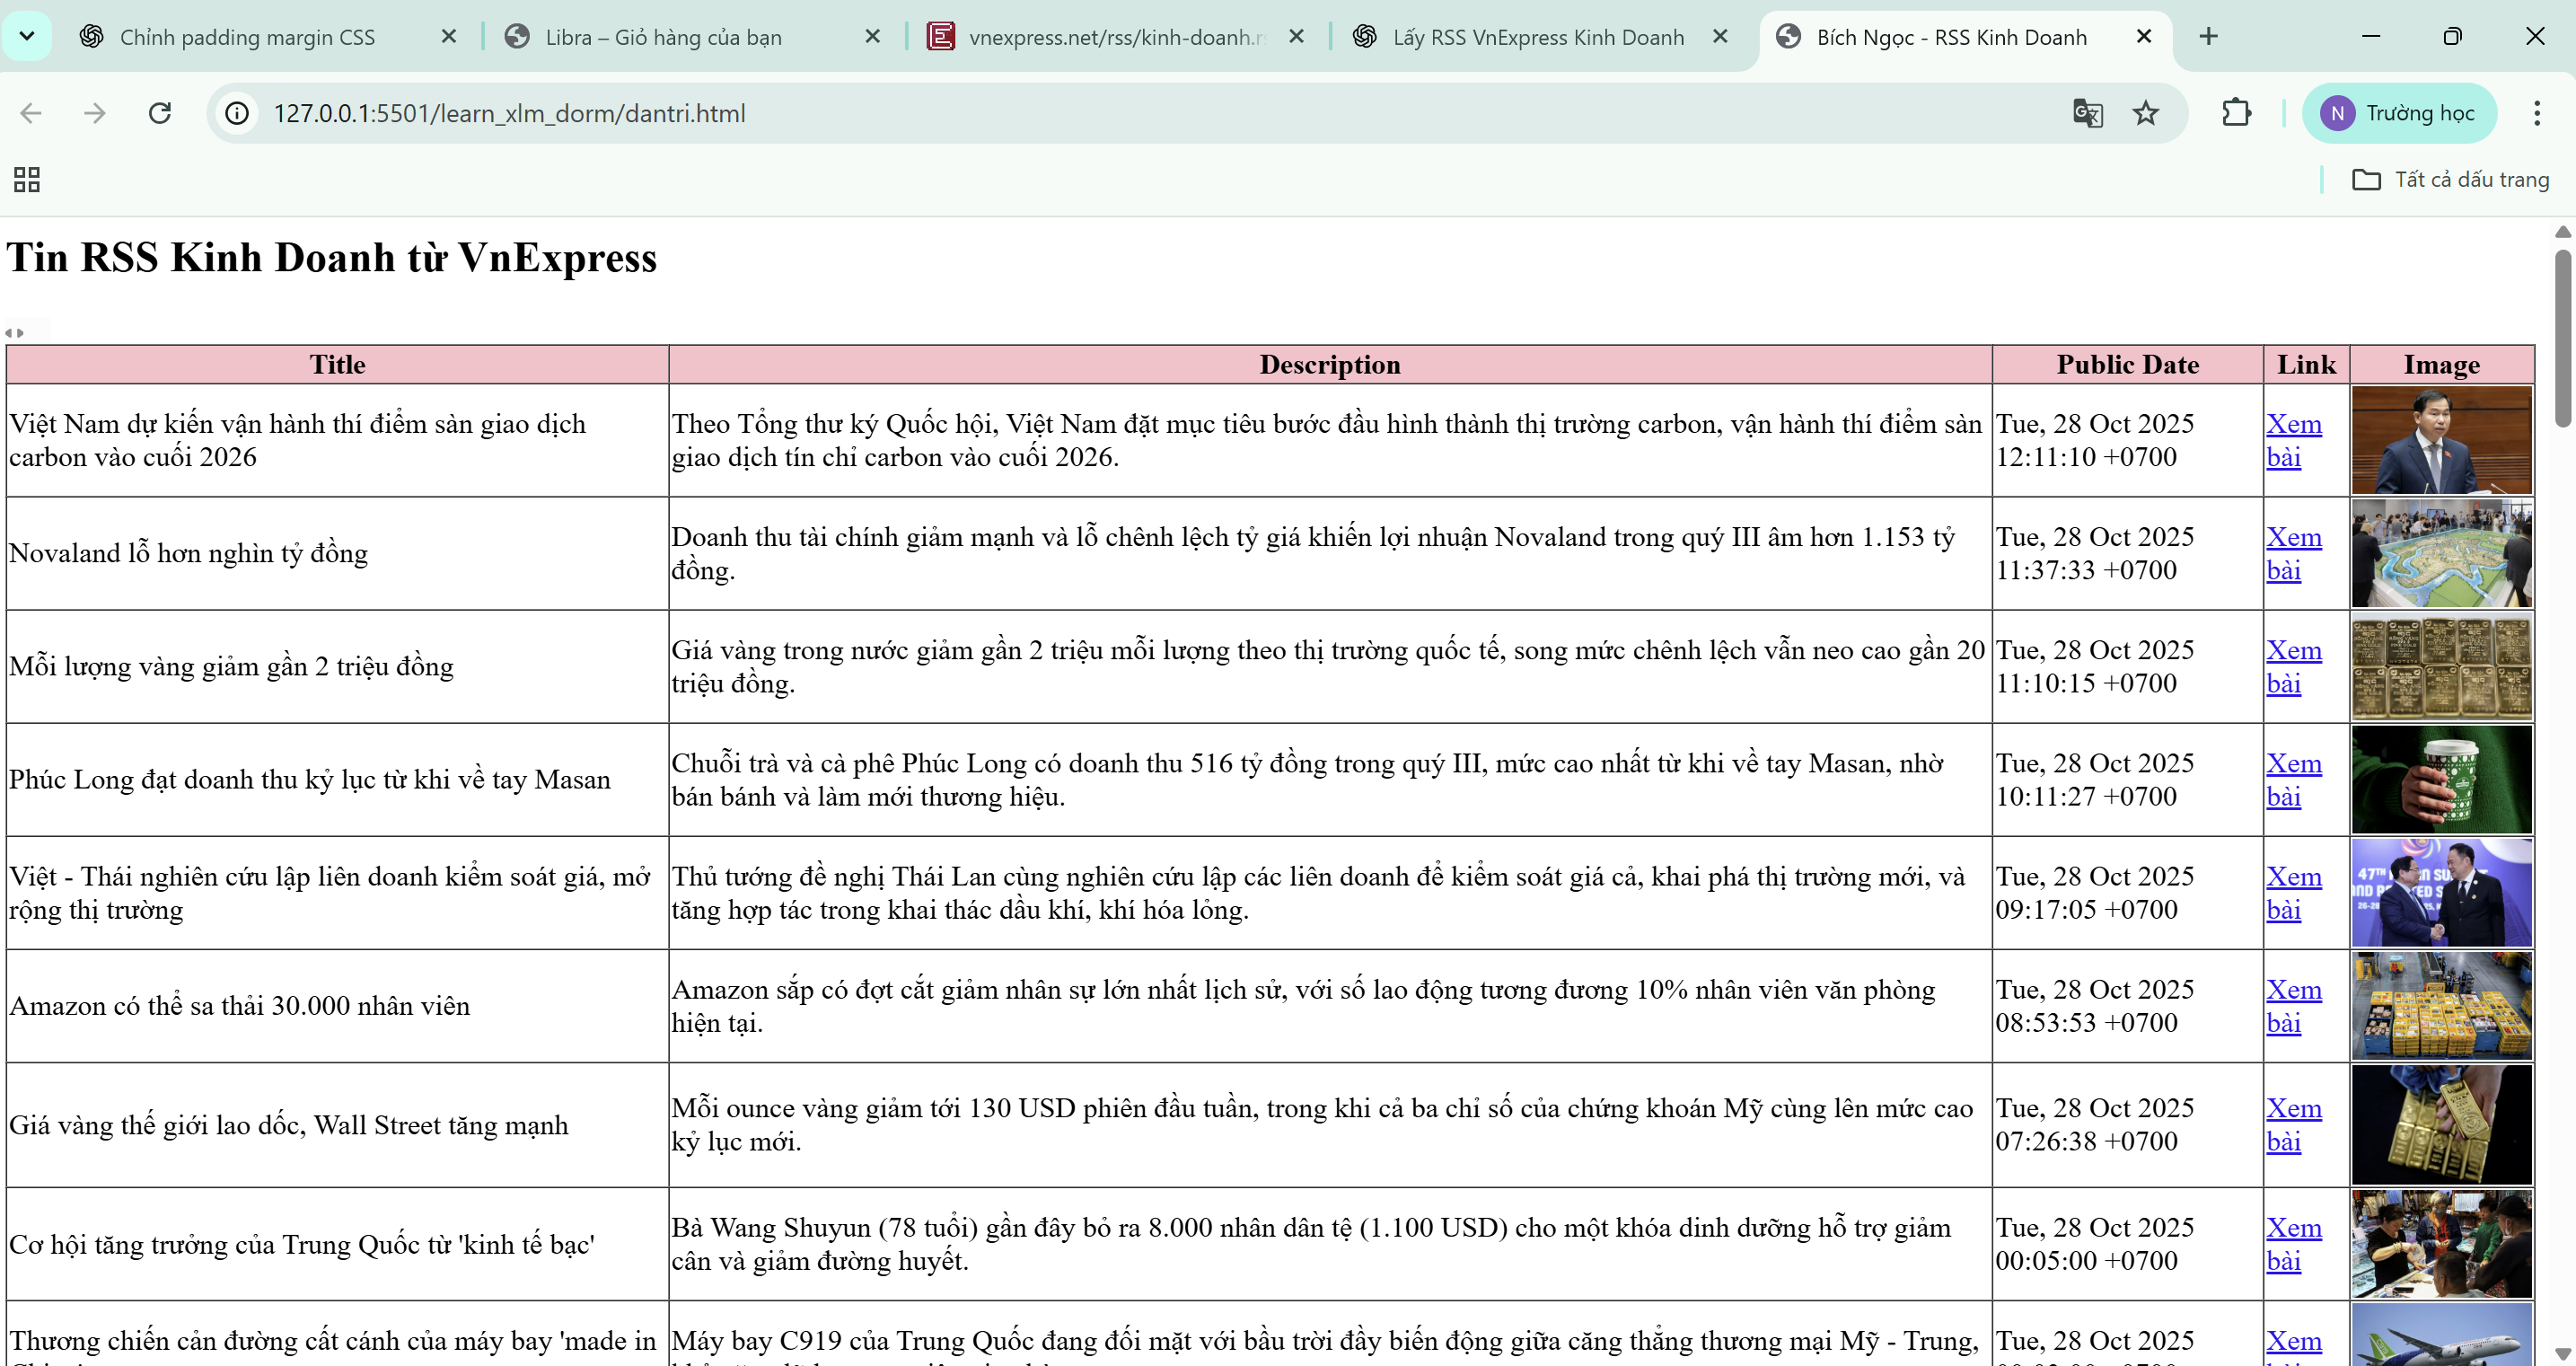 Chỉnh padding margin CSS
Libra – Giỏ hàng của bạn
vnexpress.net/rss/kinh-doanh.r
Lấy RSS VnExpress Kinh Doanh
Bích Ngọc - RSS Kinh Doanh
127.0.0.1:5501/learn_xlm_dorm/dantri.html
N Trường học
Tất cả dấu trang
Tin RSS Kinh Doanh từ VnExpress
Title Description Public Date Link Image
Việt Nam dự kiến vận hành thí điểm sàn giao dịch
carbon vào cuối 2026
Theo Tổng thư ký Quốc hội, Việt Nam đặt mục tiêu bước đầu hình thành thị trường carbon, vận hành thí điểm sàn
giao dịch tín chỉ carbon vào cuối 2026.
Tue, 28 Oct 2025
12:11:10 +0700
Xem
bài
Novaland lỗ hơn nghìn tỷ đồng
Doanh thu tài chính giảm mạnh và lỗ chênh lệch tỷ giá khiến lợi nhuận Novaland trong quý III âm hơn 1.153 tỷ
đồng.
Tue, 28 Oct 2025
11:37:33 +0700
Xem
bài
Mỗi lượng vàng giảm gần 2 triệu đồng
Giá vàng trong nước giảm gần 2 triệu mỗi lượng theo thị trường quốc tế, song mức chênh lệch vẫn neo cao gần 20
triệu đồng.
Tue, 28 Oct 2025
11:10:15 +0700
Xem
bài
Phúc Long đạt doanh thu kỷ lục từ khi về tay Masan
Chuỗi trà và cà phê Phúc Long có doanh thu 516 tỷ đồng trong quý III, mức cao nhất từ khi về tay Masan, nhờ
bán bánh và làm mới thương hiệu.
Tue, 28 Oct 2025
10:11:27 +0700
Xem
bài
Việt - Thái nghiên cứu lập liên doanh kiểm soát giá, mở
rộng thị trường
Thủ tướng đề nghị Thái Lan cùng nghiên cứu lập các liên doanh để kiểm soát giá cả, khai phá thị trường mới, và
tăng hợp tác trong khai thác dầu khí, khí hóa lỏng.
Tue, 28 Oct 2025
09:17:05 +0700
Xem
bài
47TH
Amazon có thể sa thải 30.000 nhân viên
Amazon sắp có đợt cắt giảm nhân sự lớn nhất lịch sử, với số lao động tương đương 10% nhân viên văn phòng
hiện tại.
Tue, 28 Oct 2025
08:53:53 +0700
Xem
bài
Giá vàng thế giới lao dốc, Wall Street tăng mạnh
Mỗi ounce vàng giảm tới 130 USD phiên đầu tuần, trong khi cả ba chỉ số của chứng khoán Mỹ cùng lên mức cao
kỷ lục mới.
Tue, 28 Oct 2025
07:26:38 +0700
Xem
bài
Cơ hội tăng trưởng của Trung Quốc từ 'kinh tế bạc'
Bà Wang Shuyun (78 tuổi) gần đây bỏ ra 8.000 nhân dân tệ (1.100 USD) cho một khóa dinh dưỡng hỗ trợ giảm
cân và giảm đường huyết.
Tue, 28 Oct 2025
00:05:00 +0700
Xem
bài
Thương chiến cản đường cất cánh của máy bay 'made in
Máy bay C919 của Trung Quốc đang đối mặt với bầu trời đầy biến động giữa căng thẳng thương mại Mỹ - Trung,
Tue, 28 Oct 2025
Xem